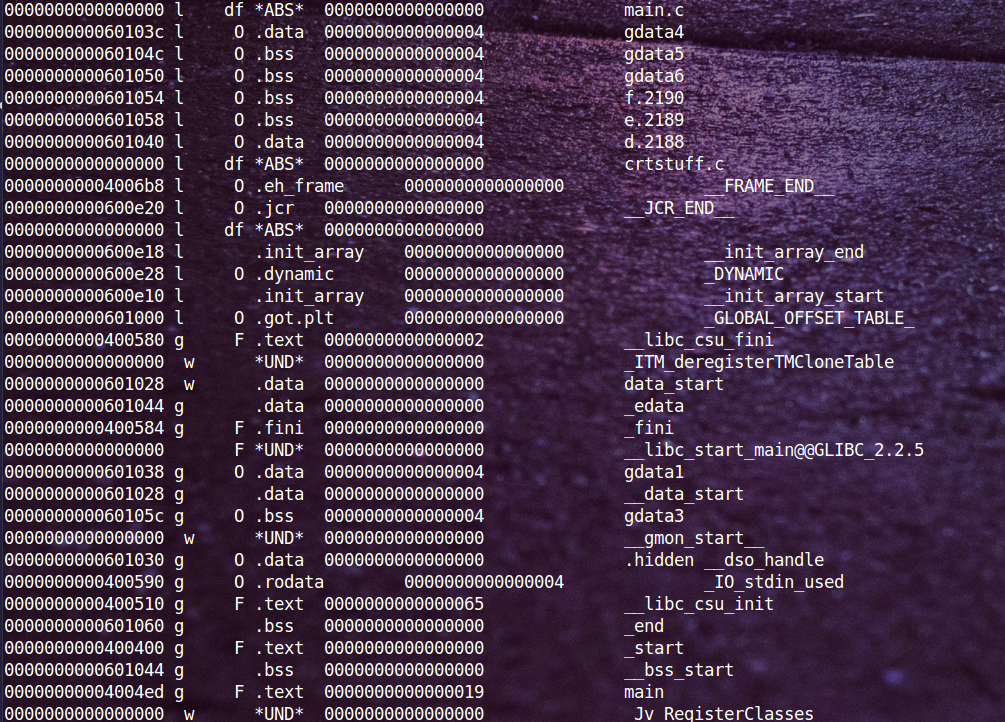 0000000000000000 l    df *ABS*  0000000000000000              main.c
000000000060103c l     O .data  0000000000000004              gdata4
000000000060104c l     O .bss   0000000000000004              gdata5
0000000000601050 l     O .bss   0000000000000004              gdata6
0000000000601054 l     O .bss   0000000000000004              f.2190
0000000000601058 l     O .bss   0000000000000004              e.2189
0000000000601040 l     O .data  0000000000000004              d.2188
0000000000000000 l    df *ABS*  0000000000000000              crtstuff.c
00000000004006b8 l     O .eh_frame      0000000000000000              __FRAME_END__
0000000000600e20 l     O .jcr   0000000000000000              __JCR_END__
0000000000000000 l    df *ABS*  0000000000000000
0000000000600e18 l       .init_array    0000000000000000              __init_array_end
0000000000600e28 l     O .dynamic       0000000000000000              _DYNAMIC
0000000000600e10 l       .init_array    0000000000000000              __init_array_start
0000000000601000 l     O .got.plt       0000000000000000              _GLOBAL_OFFSET_TABLE_
0000000000400580 g     F .text  0000000000000002              __libc_csu_fini
0000000000000000  w      *UND*  0000000000000000              _ITM_deregisterTMCloneTable
0000000000601028  w      .data  0000000000000000              data_start
0000000000601044 g       .data  0000000000000000              _edata
0000000000400584 g     F .fini  0000000000000000              _fini
0000000000000000       F *UND*  0000000000000000              __libc_start_main@@GLIBC_2.2.5
0000000000601038 g     O .data  0000000000000004              gdata1
0000000000601028 g       .data  0000000000000000              __data_start
000000000060105c g     O .bss   0000000000000004              gdata3
0000000000000000  w      *UND*  0000000000000000              __gmon_start__
0000000000601030 g     O .data  0000000000000000              .hidden __dso_handle
0000000000400590 g     O .rodata        0000000000000004              _IO_stdin_used
0000000000400510 g     F .text  0000000000000065              __libc_csu_init
0000000000601060 g       .bss   0000000000000000              _end
0000000000400400 g     F .text  0000000000000000              _start
0000000000601044 g       .bss   0000000000000000              __bss_start
00000000004004ed g     F .text  0000000000000019              main
0000000000000000  w      *UND*  0000000000000000              _Jv_RegisterClasses